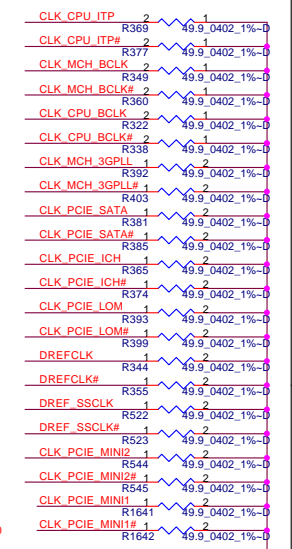 CLK_CPU_ITP 2 1
R369 49.9_0402_1%~D
CLK_CPU_ITP# 2 1
R377 49.9_0402_1%~D
CLK_MCH_BCLK 2 1
R349 49.9_0402_1%~D
CLK_MCH_BCLK# 2 1
R360 49.9_0402_1%~D
CLK_CPU_BCLK 2 1
R322 49.9_0402_1%~D
CLK_CPU_BCLK# 2 1
R338 49.9_0402_1%~D
CLK_MCH_3GPLL 1 2
R392 49.9_0402_1%~D
CLK_MCH_3GPLL# 1 2
R403 49.9_0402_1%~D
CLK_PCIE_SATA 1 2
R381 49.9_0402_1%~D
CLK_PCIE_SATA# 1 2
R385 49.9_0402_1%~D
CLK_PCIE_ICH 1 2
R365 49.9_0402_1%~D
CLK_PCIE_ICH# 1 2
R374 49.9_0402_1%~D
CLK_PCIE_LOM 1 2
R393 49.9_0402_1%~D
CLK_PCIE_LOM# 1 2
R399 49.9_0402_1%~D
DREFCLK 1 2
R344 49.9_0402_1%~D
DREFCLK# 1 2
R355 49.9_0402_1%~D
DREF_SSCLK 1 2
R522 49.9_0402_1%~D
DREF_SSCLK# 1 2
R523 49.9_0402_1%~D
CLK_PCIE_MINI2 1 2
R544 49.9_0402_1%~D
CLK_PCIE_MINI2# 1 2
R545 49.9_0402_1%~D
CLK_PCIE_MINI1 1 2
R1641 49.9_0402_1%~D
CLK_PCIE_MINI1# 1 2
R1642 49.9_0402_1%~D